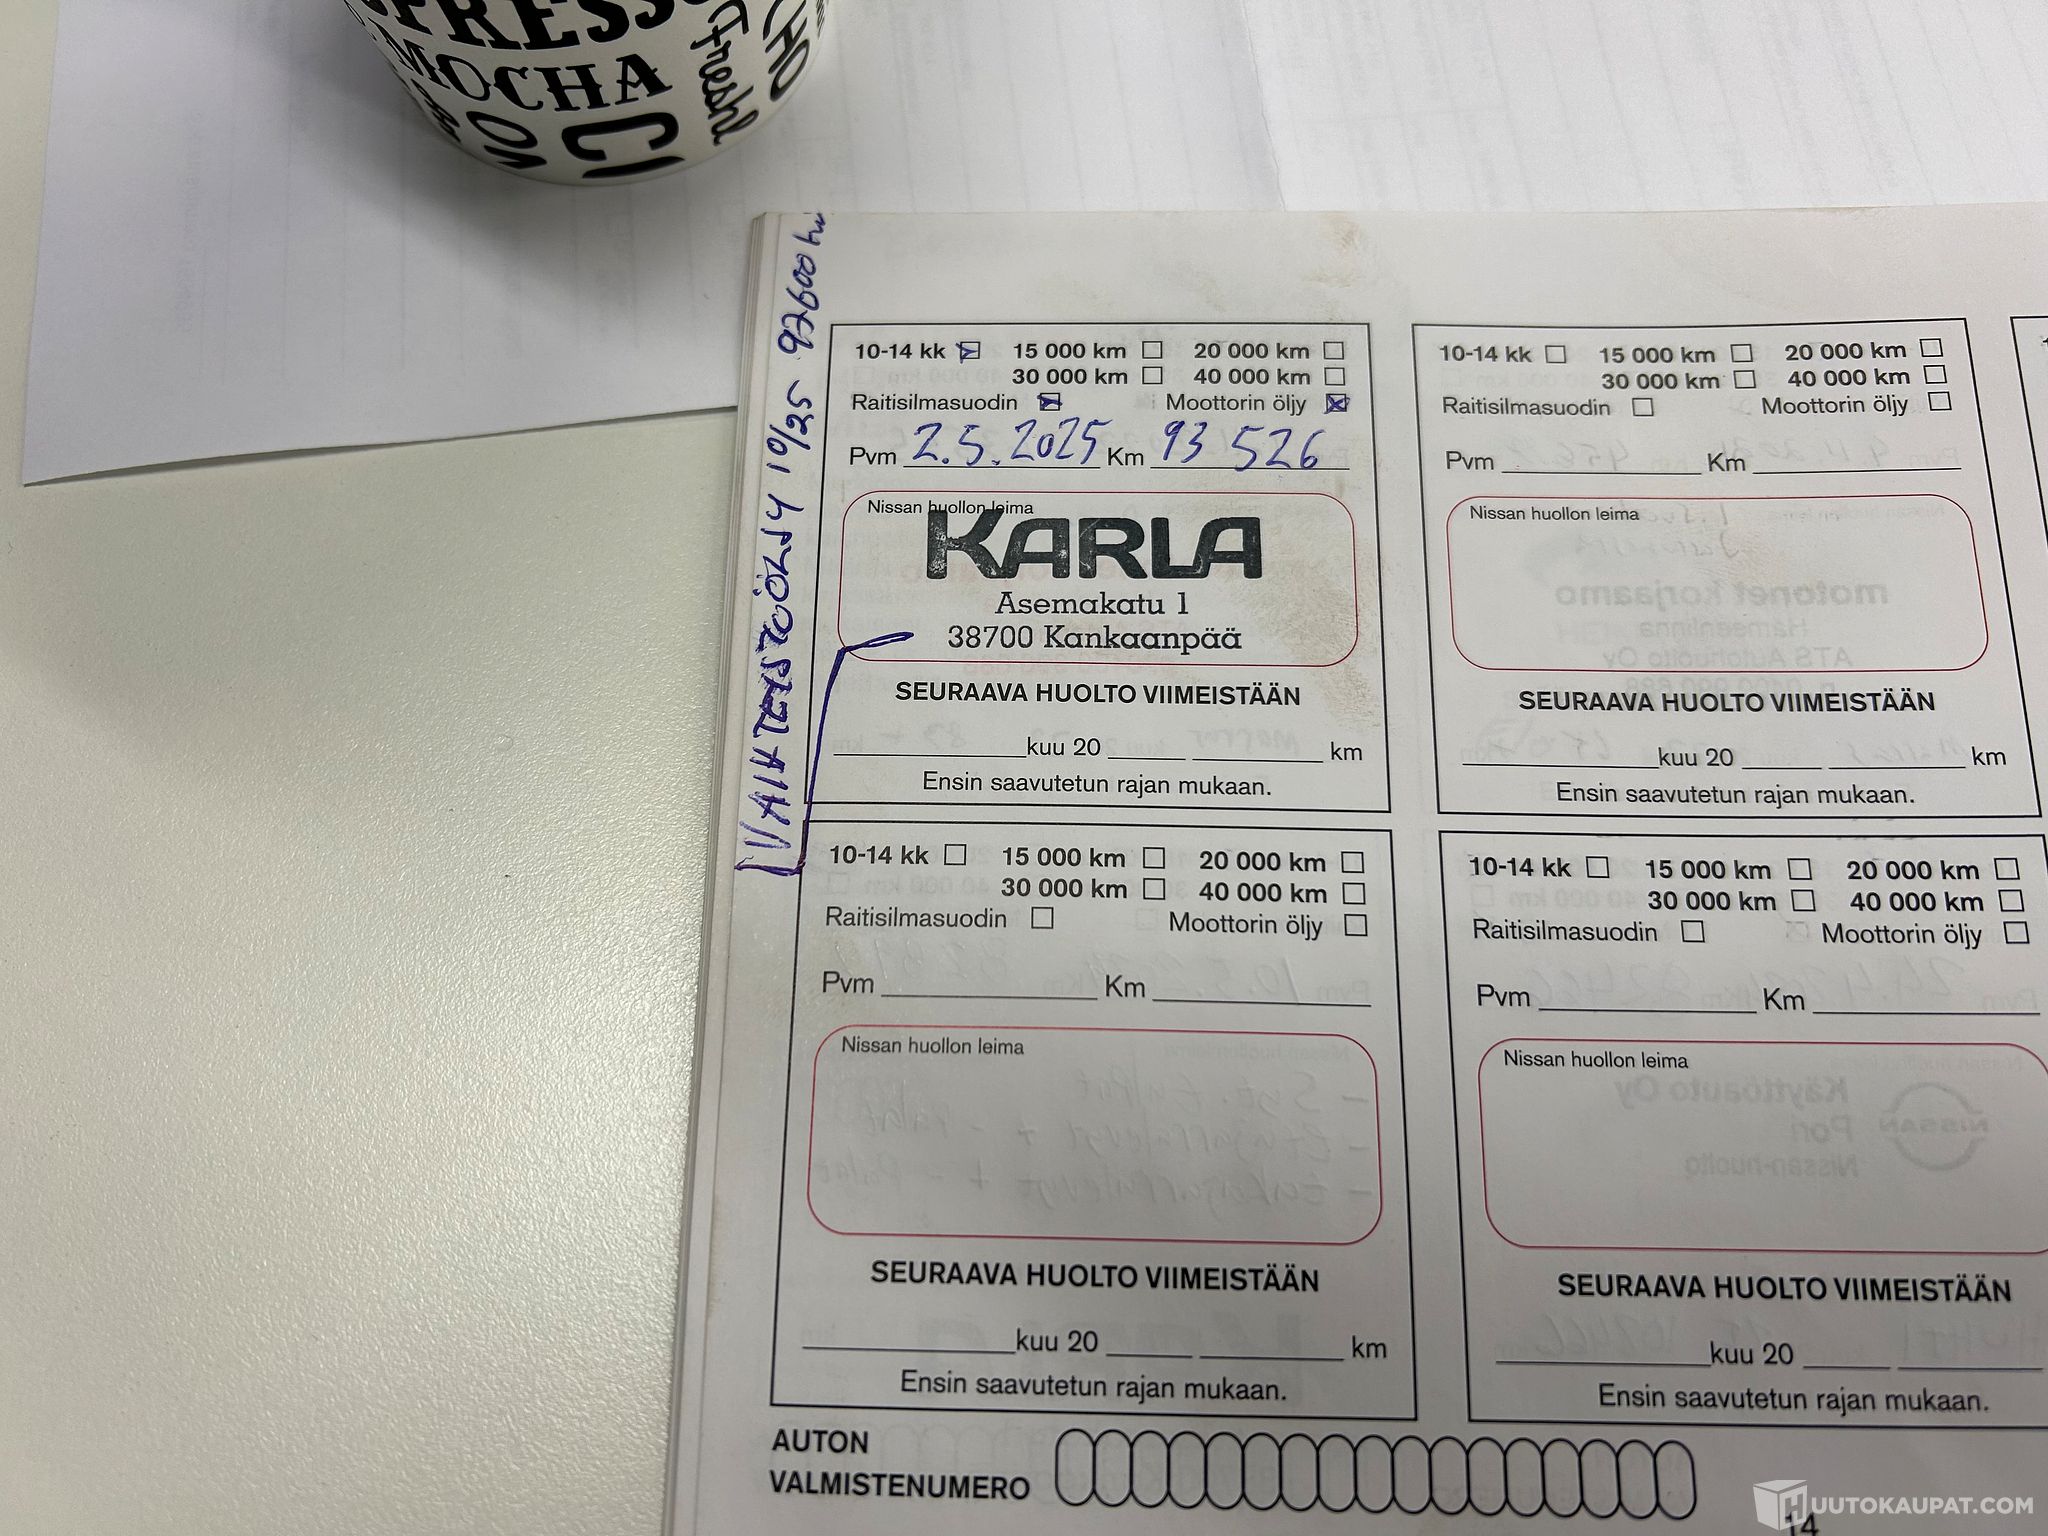 MOCHA
Fresh
VAIHTEISTOÖLJY 10/25 97600 km
10-14 kk 15 000 km 20 000 km
30 000 km 40 000 km
Raitisilmasuodin Moottorin öljy
Pvm 2.5.2025 Km 93 526
Nissan huollon leima
KARLA
Asemakatu 1
38700 Kankaanpää
SEURAAVA HUOLTO VIIMEISTÄÄN
kuu 20 km
Ensin saavutetun rajan mukaan.
10-14 kk 15 000 km 20 000 km
30 000 km 40 000 km
Raitisilmasuodin Moottorin öljy
Pvm Km
Nissan huollon leima
SEURAAVA HUOLTO VIIMEISTÄÄN
kuu 20 km
Ensin saavutetun rajan mukaan.
10-14 kk 15 000 km 20 000 km
30 000 km 40 000 km
Raitisilmasuodin Moottorin öljy
Pvm Km
Nissan huollon leima
SEURAAVA HUOLTO VIIMEISTÄÄN
kuu 20 km
Ensin saavutetun rajan mukaan.
10-14 kk 15 000 km 20 000 km
30 000 km 40 000 km
Raitisilmasuodin Moottorin öljy
Pvm Km
Nissan huollon leima
SEURAAVA HUOLTO VIIMEISTÄÄN
kuu 20
Ensin saavutetun rajan mukaan.
AUTON
VALMISTENUMERO
14
HUUTOKAUPAT.COM